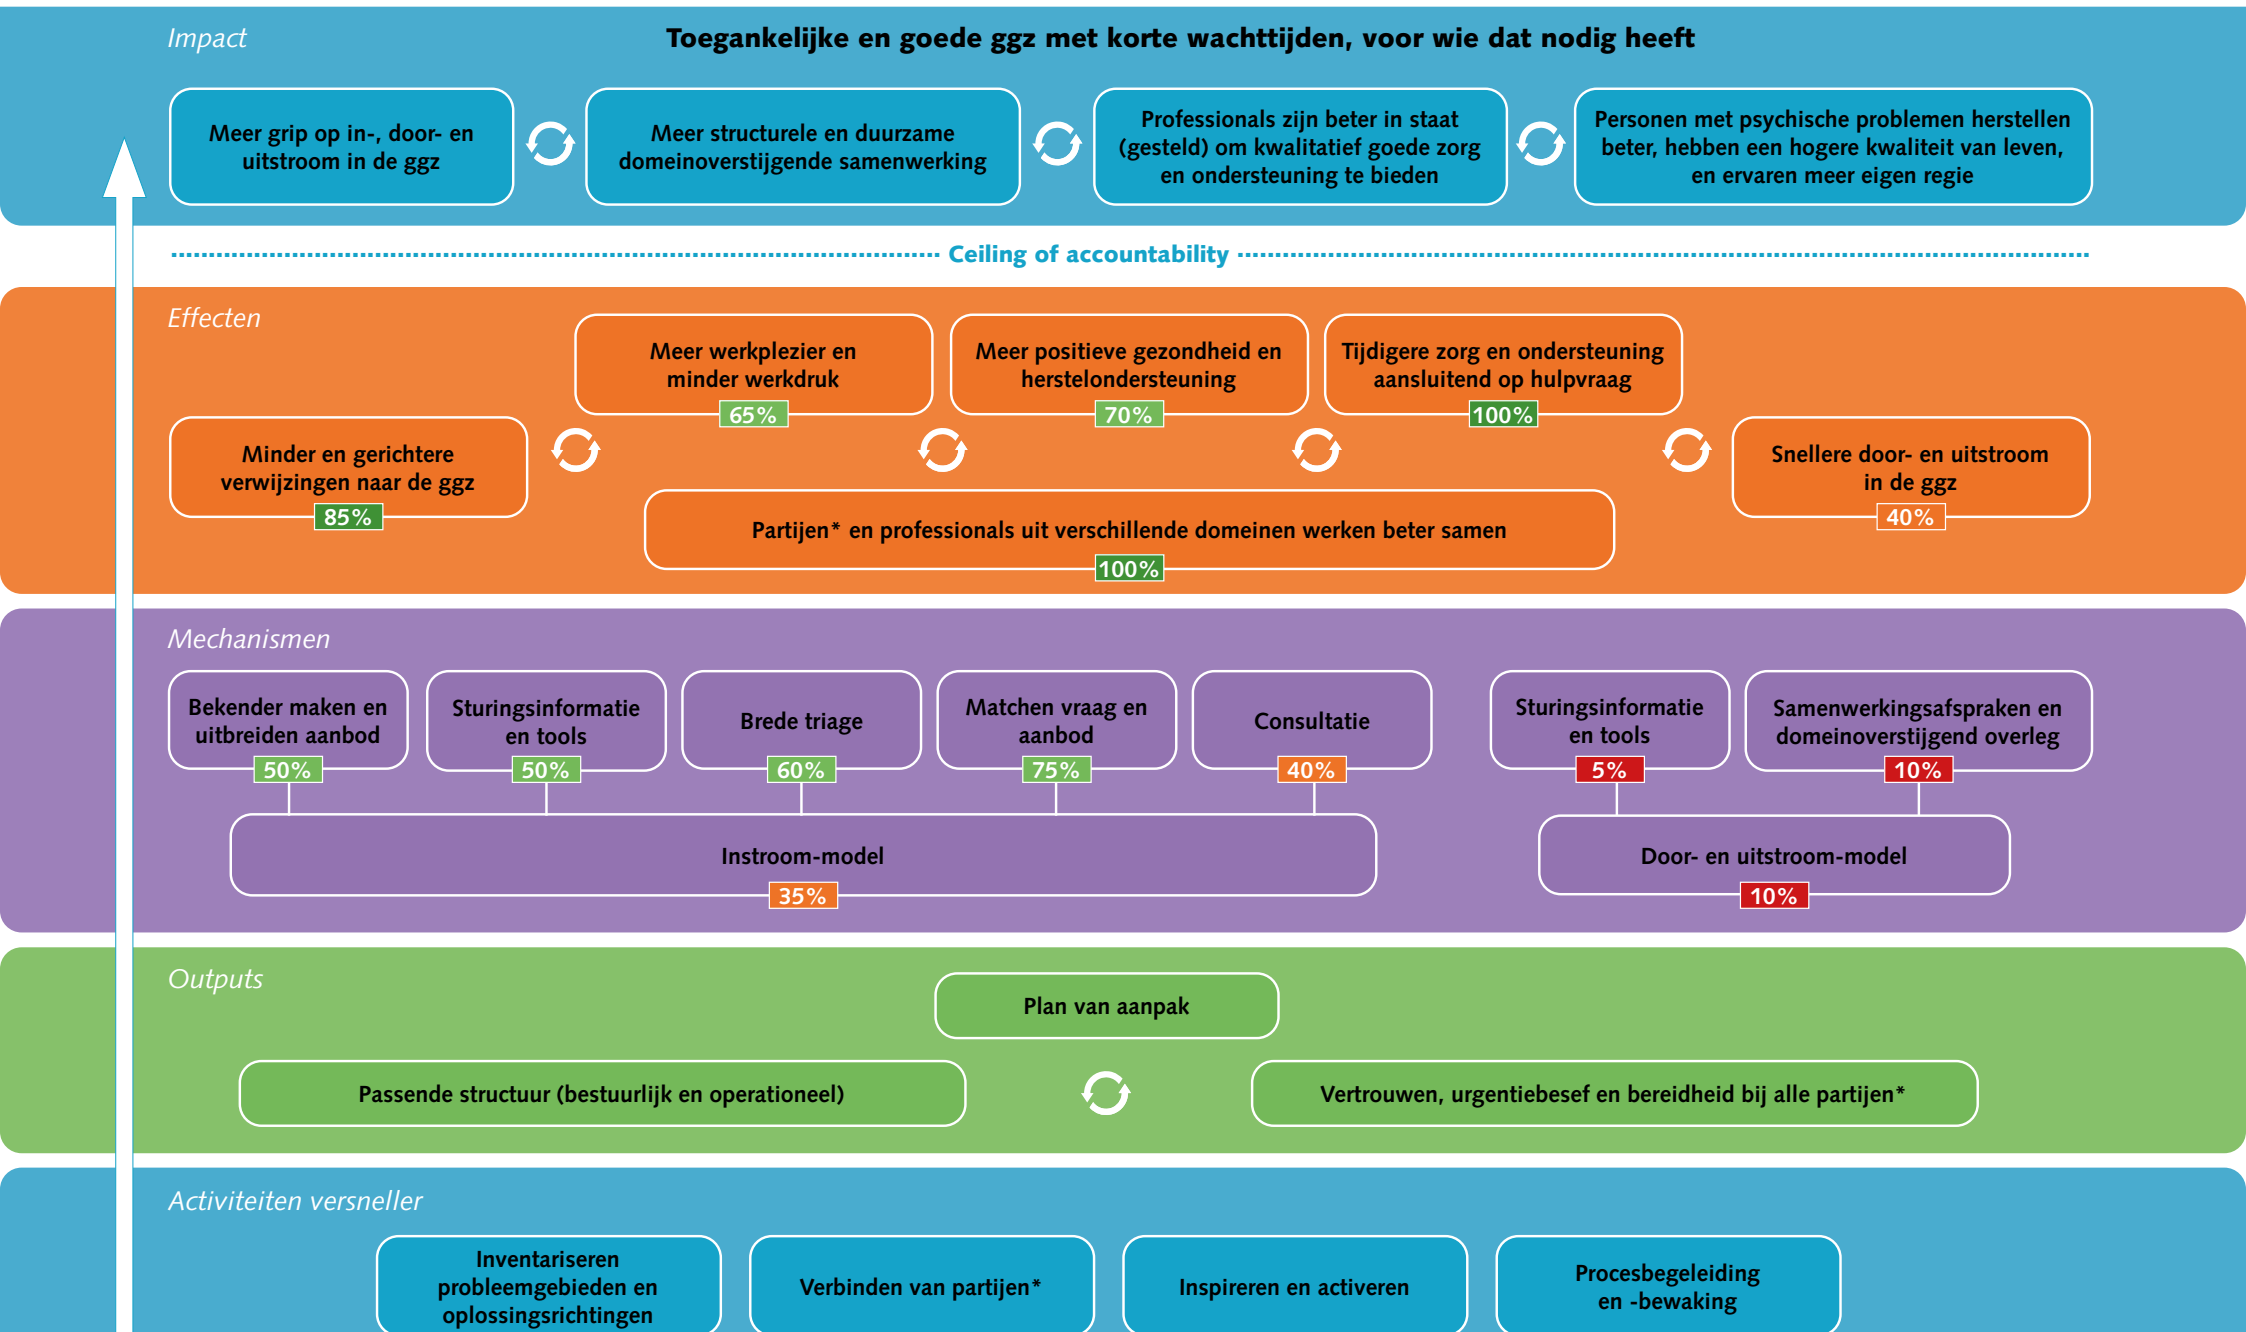 Impact
Toegankelijke en goede ggz met korte wachttijden, voor wie dat nodig heeft
Meer grip op in-, door- en
uitstroom in de ggz
Meer structurele en duurzame
domeinoverstijgende samenwerking
Professionals zijn beter in staat
(gesteld) om kwalitatief goede zorg
en ondersteuning te bieden
Personen met psychische problemen herstellen
beter, hebben een hogere kwaliteit van leven,
en ervaren meer eigen regie
Ceiling of accountability
Effecten
Meer werkplezier en
minder werkdruk
65%
Meer positieve gezondheid en
herstelondersteuning
70%
Tijdigere zorg en ondersteuning
aansluitend op hulpvraag
100%
Minder en gerichtere
verwijzingen naar de ggz
85%
Snellere door- en uitstroom
in de ggz
40%
Partijen* en professionals uit verschillende domeinen werken beter samen
100%
Mechanismen
Bekender maken en
uitbreiden aanbod
50%
Sturingsinformatie
en tools
50%
Brede triage
60%
Matchen vraag en
aanbod
75%
Consultatie
40%
Sturingsinformatie
en tools
5%
Samenwerkingsafspraken en
domeinoverstijgend overleg
10%
Instroom-model
35%
Door- en uitstroom-model
10%
Outputs
Plan van aanpak
Passende structuur (bestuurlijk en operationeel)
Vertrouwen, urgentiebesef en bereidheid bij alle partijen*
Activiteiten versneller
Inventariseren
probleemgebieden en
oplossingsrichtingen
Verbinden van partijen*
Inspireren en activeren
Procesbegeleiding
en -bewaking